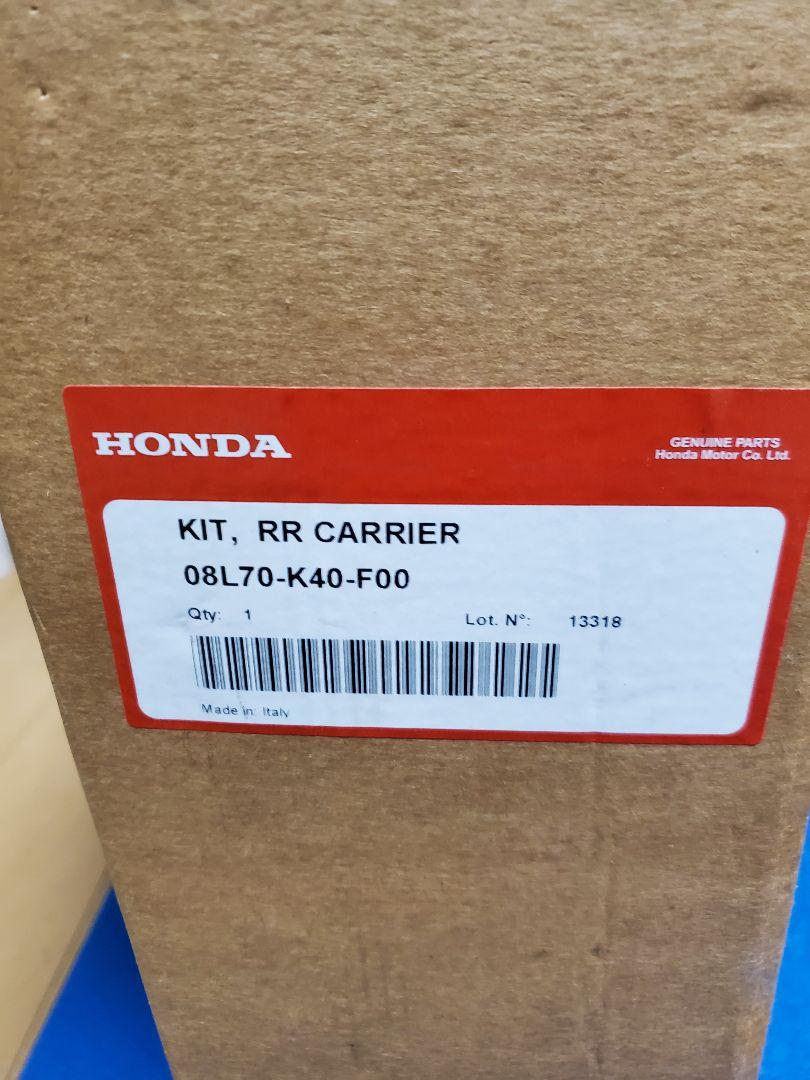 HONDA
GENUINE PARTS
Honda Motor Co. Ltd.
KIT, RR CARRIER
08L70-K40-F00
Qty: 1 Lot. N°: 13318
Made in: Italy